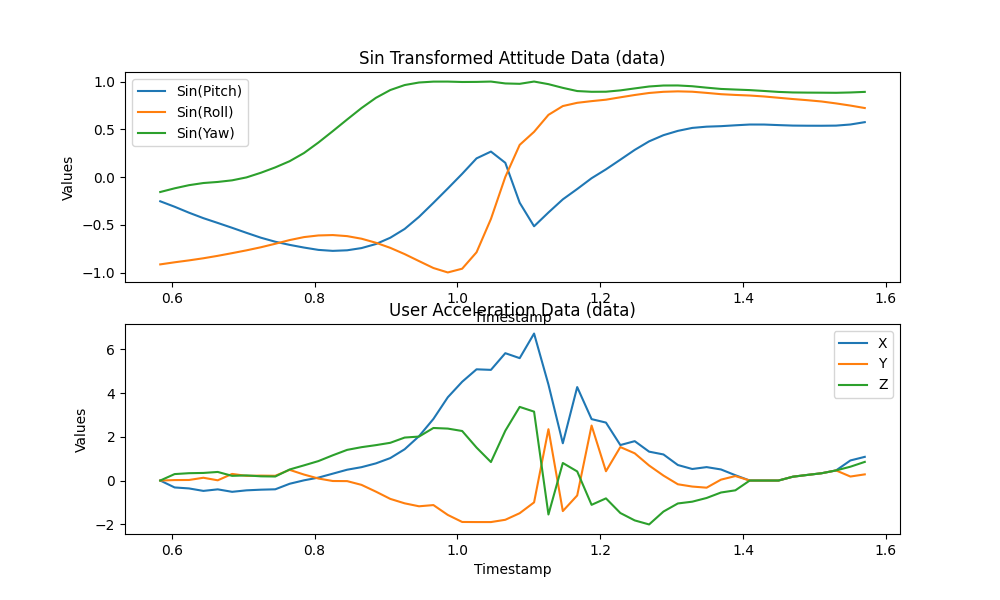 Sin Transformed Attitude Data (data)
1.0
0.5
0.0
−0.5
−1.0
Values
Sin(Pitch)
Sin(Roll)
Sin(Yaw)
0.6 0.8 1.0 1.2 1.4 1.6
Timestamp
User Acceleration Data (data)
6
4
2
0
−2
Values
X
Y
Z
0.6 0.8 1.0 1.2 1.4 1.6
Timestamp